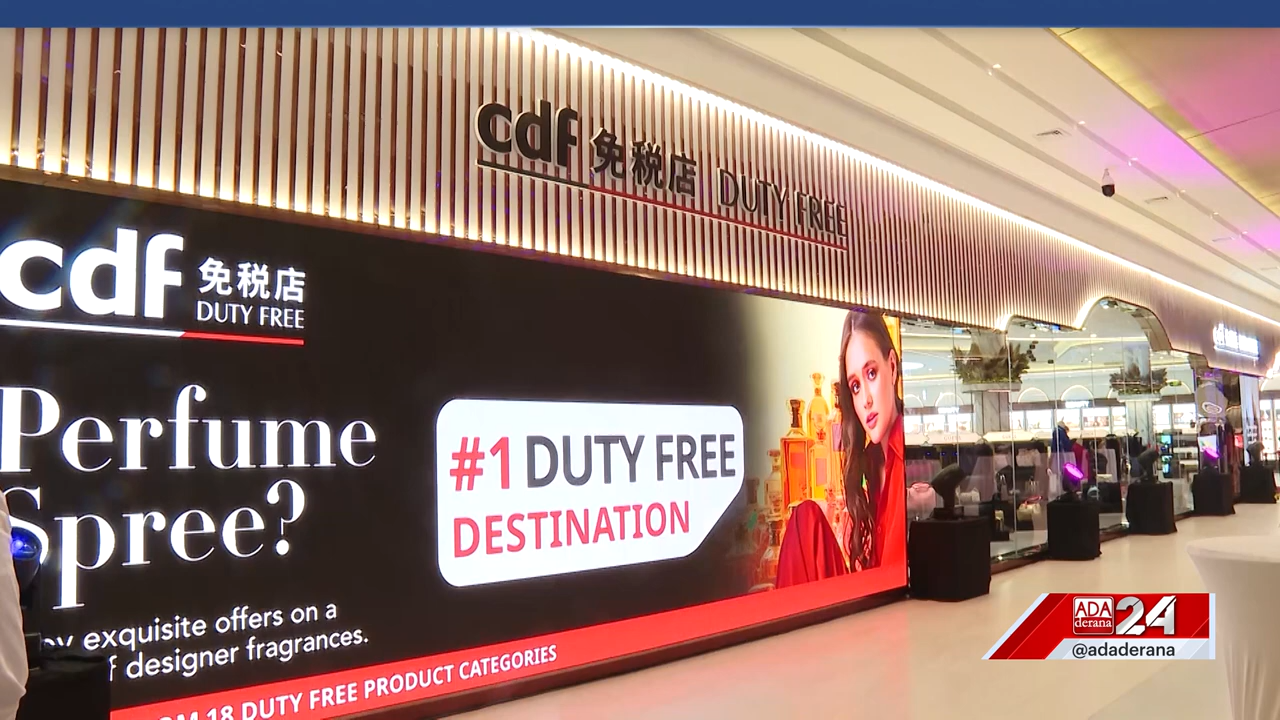 cdf 免税店 DUTY FREE
cdf 免税店
DUTY FREE
Perfume
Spree?
exquisite offers on a
of designer fragrances.
#1 DUTY FREE
DESTINATION
18 DUTY FREE PRODUCT CATEGORIES
ADA
derana
24
@adaderana